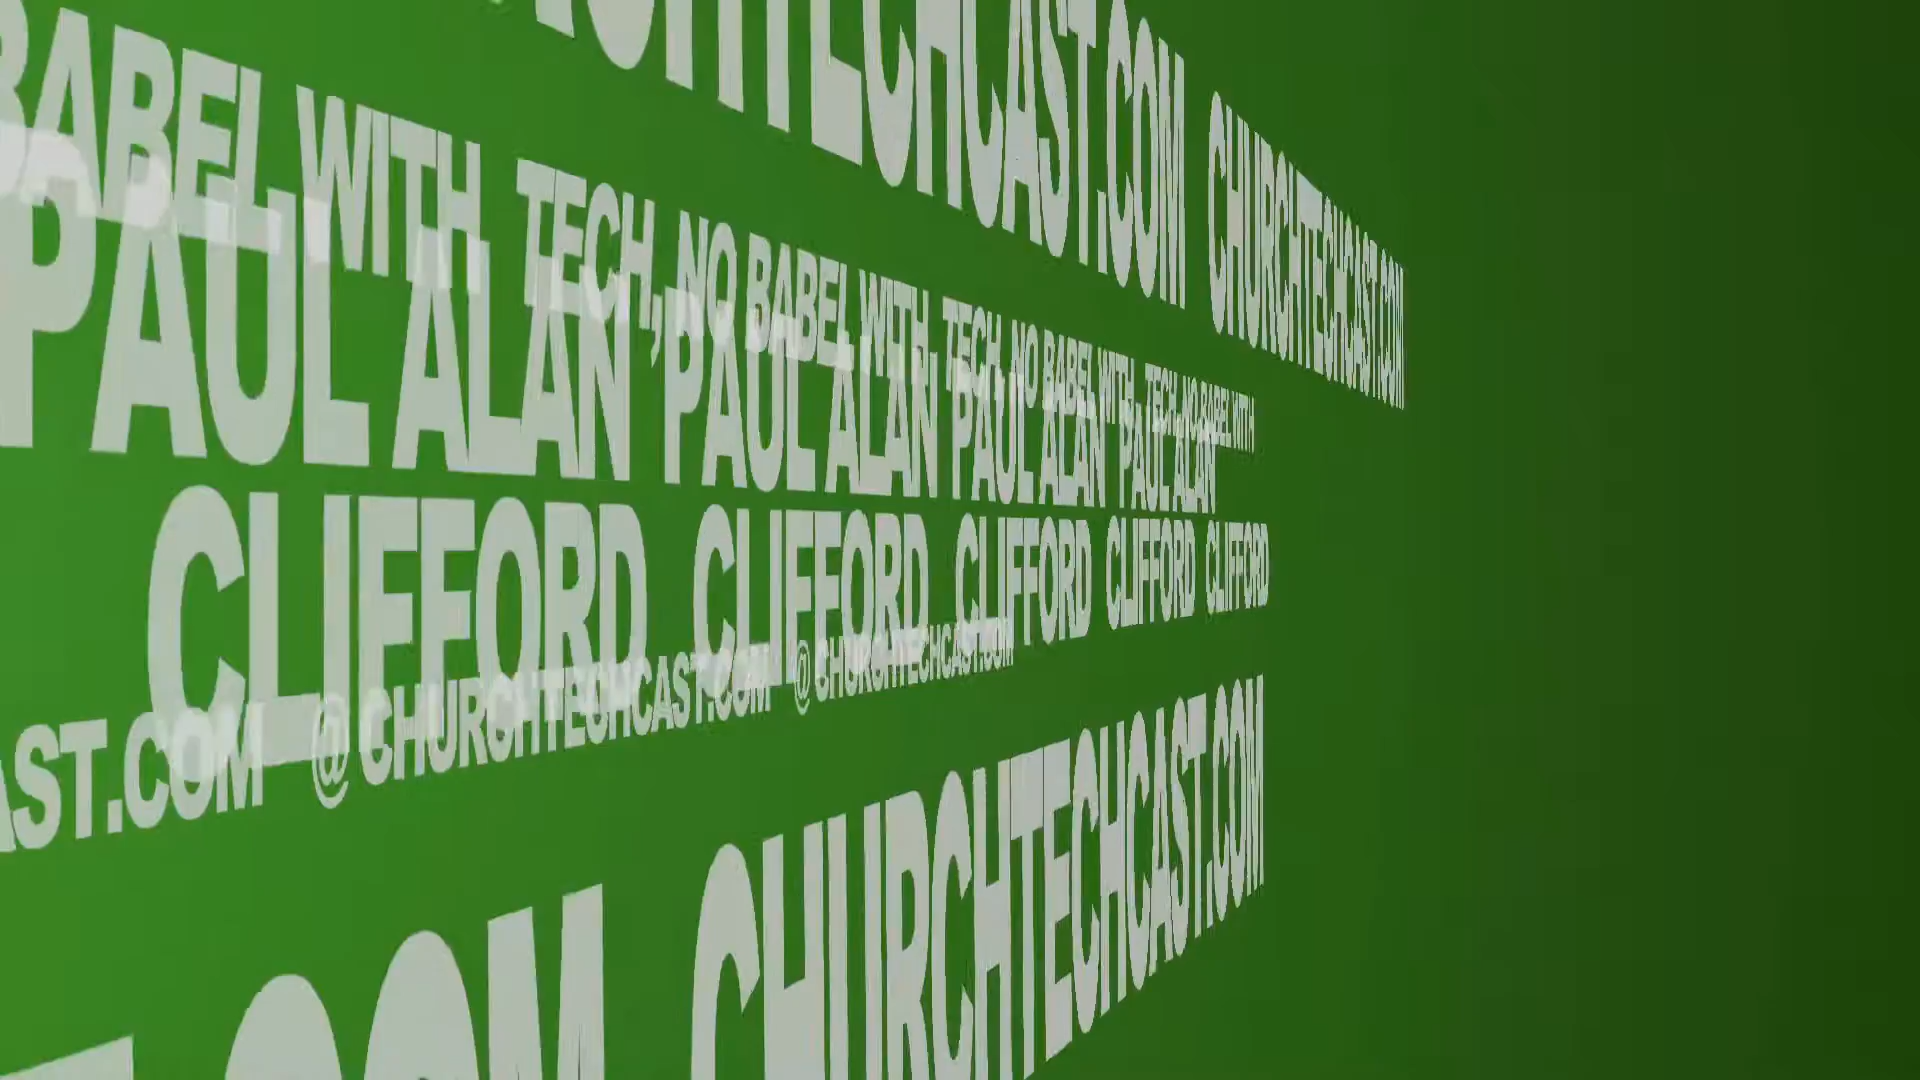 CHURCHTECHCAST.COM CHURCHTECHCAST.COM
BABEL WITH TECH, NO BABEL WITH TECH, NO BABEL WITH TECH, NO BABEL WITH
PAUL ALAN PAUL ALAN PAUL ALAN PAUL ALAN
CLIFFORD CLIFFORD CLIFFORD CLIFFORD CLIFFORD
CAST.COM @CHURCHTECHCAST.COM @CHURCHTECHCAST.COM
T.COM CHURCHTECHCAST.COM